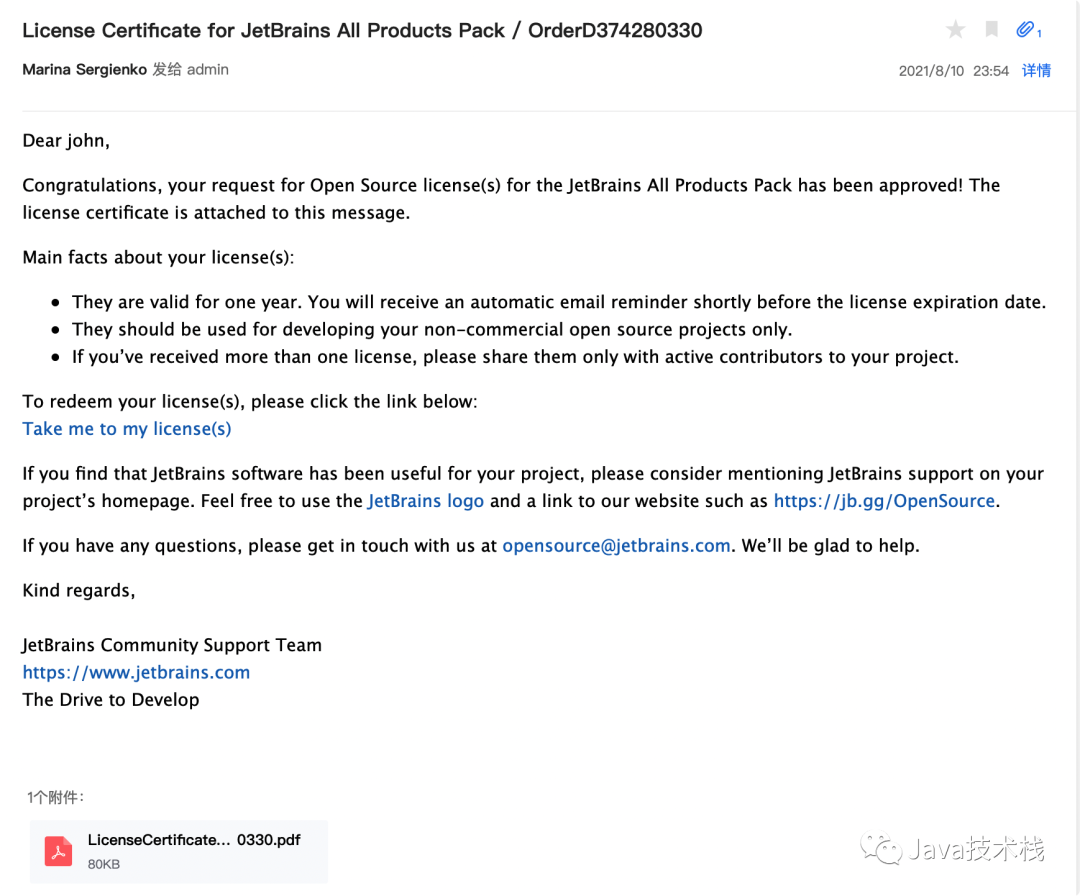 License Certificate for JetBrains All Products Pack / OrderD374280330
1
Marina Sergienko 发给 admin
2021/8/10 23:54 详情
Dear john,
Congratulations, your request for Open Source license(s) for the JetBrains All Products Pack has been approved! The
license certificate is attached to this message.
Main facts about your license(s):
• They are valid for one year. You will receive an automatic email reminder shortly before the license expiration date.
• They should be used for developing your non-commercial open source projects only.
• If you’ve received more than one license, please share them only with active contributors to your project.
To redeem your license(s), please click the link below:
Take me to my license(s)
If you find that JetBrains software has been useful for your project, please consider mentioning JetBrains support on your
project’s homepage. Feel free to use the JetBrains logo and a link to our website such as https://jb.gg/OpenSource.
If you have any questions, please get in touch with us at opensource@jetbrains.com. We’ll be glad to help.
Kind regards,
JetBrains Community Support Team
https://www.jetbrains.com
The Drive to Develop
1个附件:
LicenseCertificate... 0330.pdf
80KB
Java技术栈